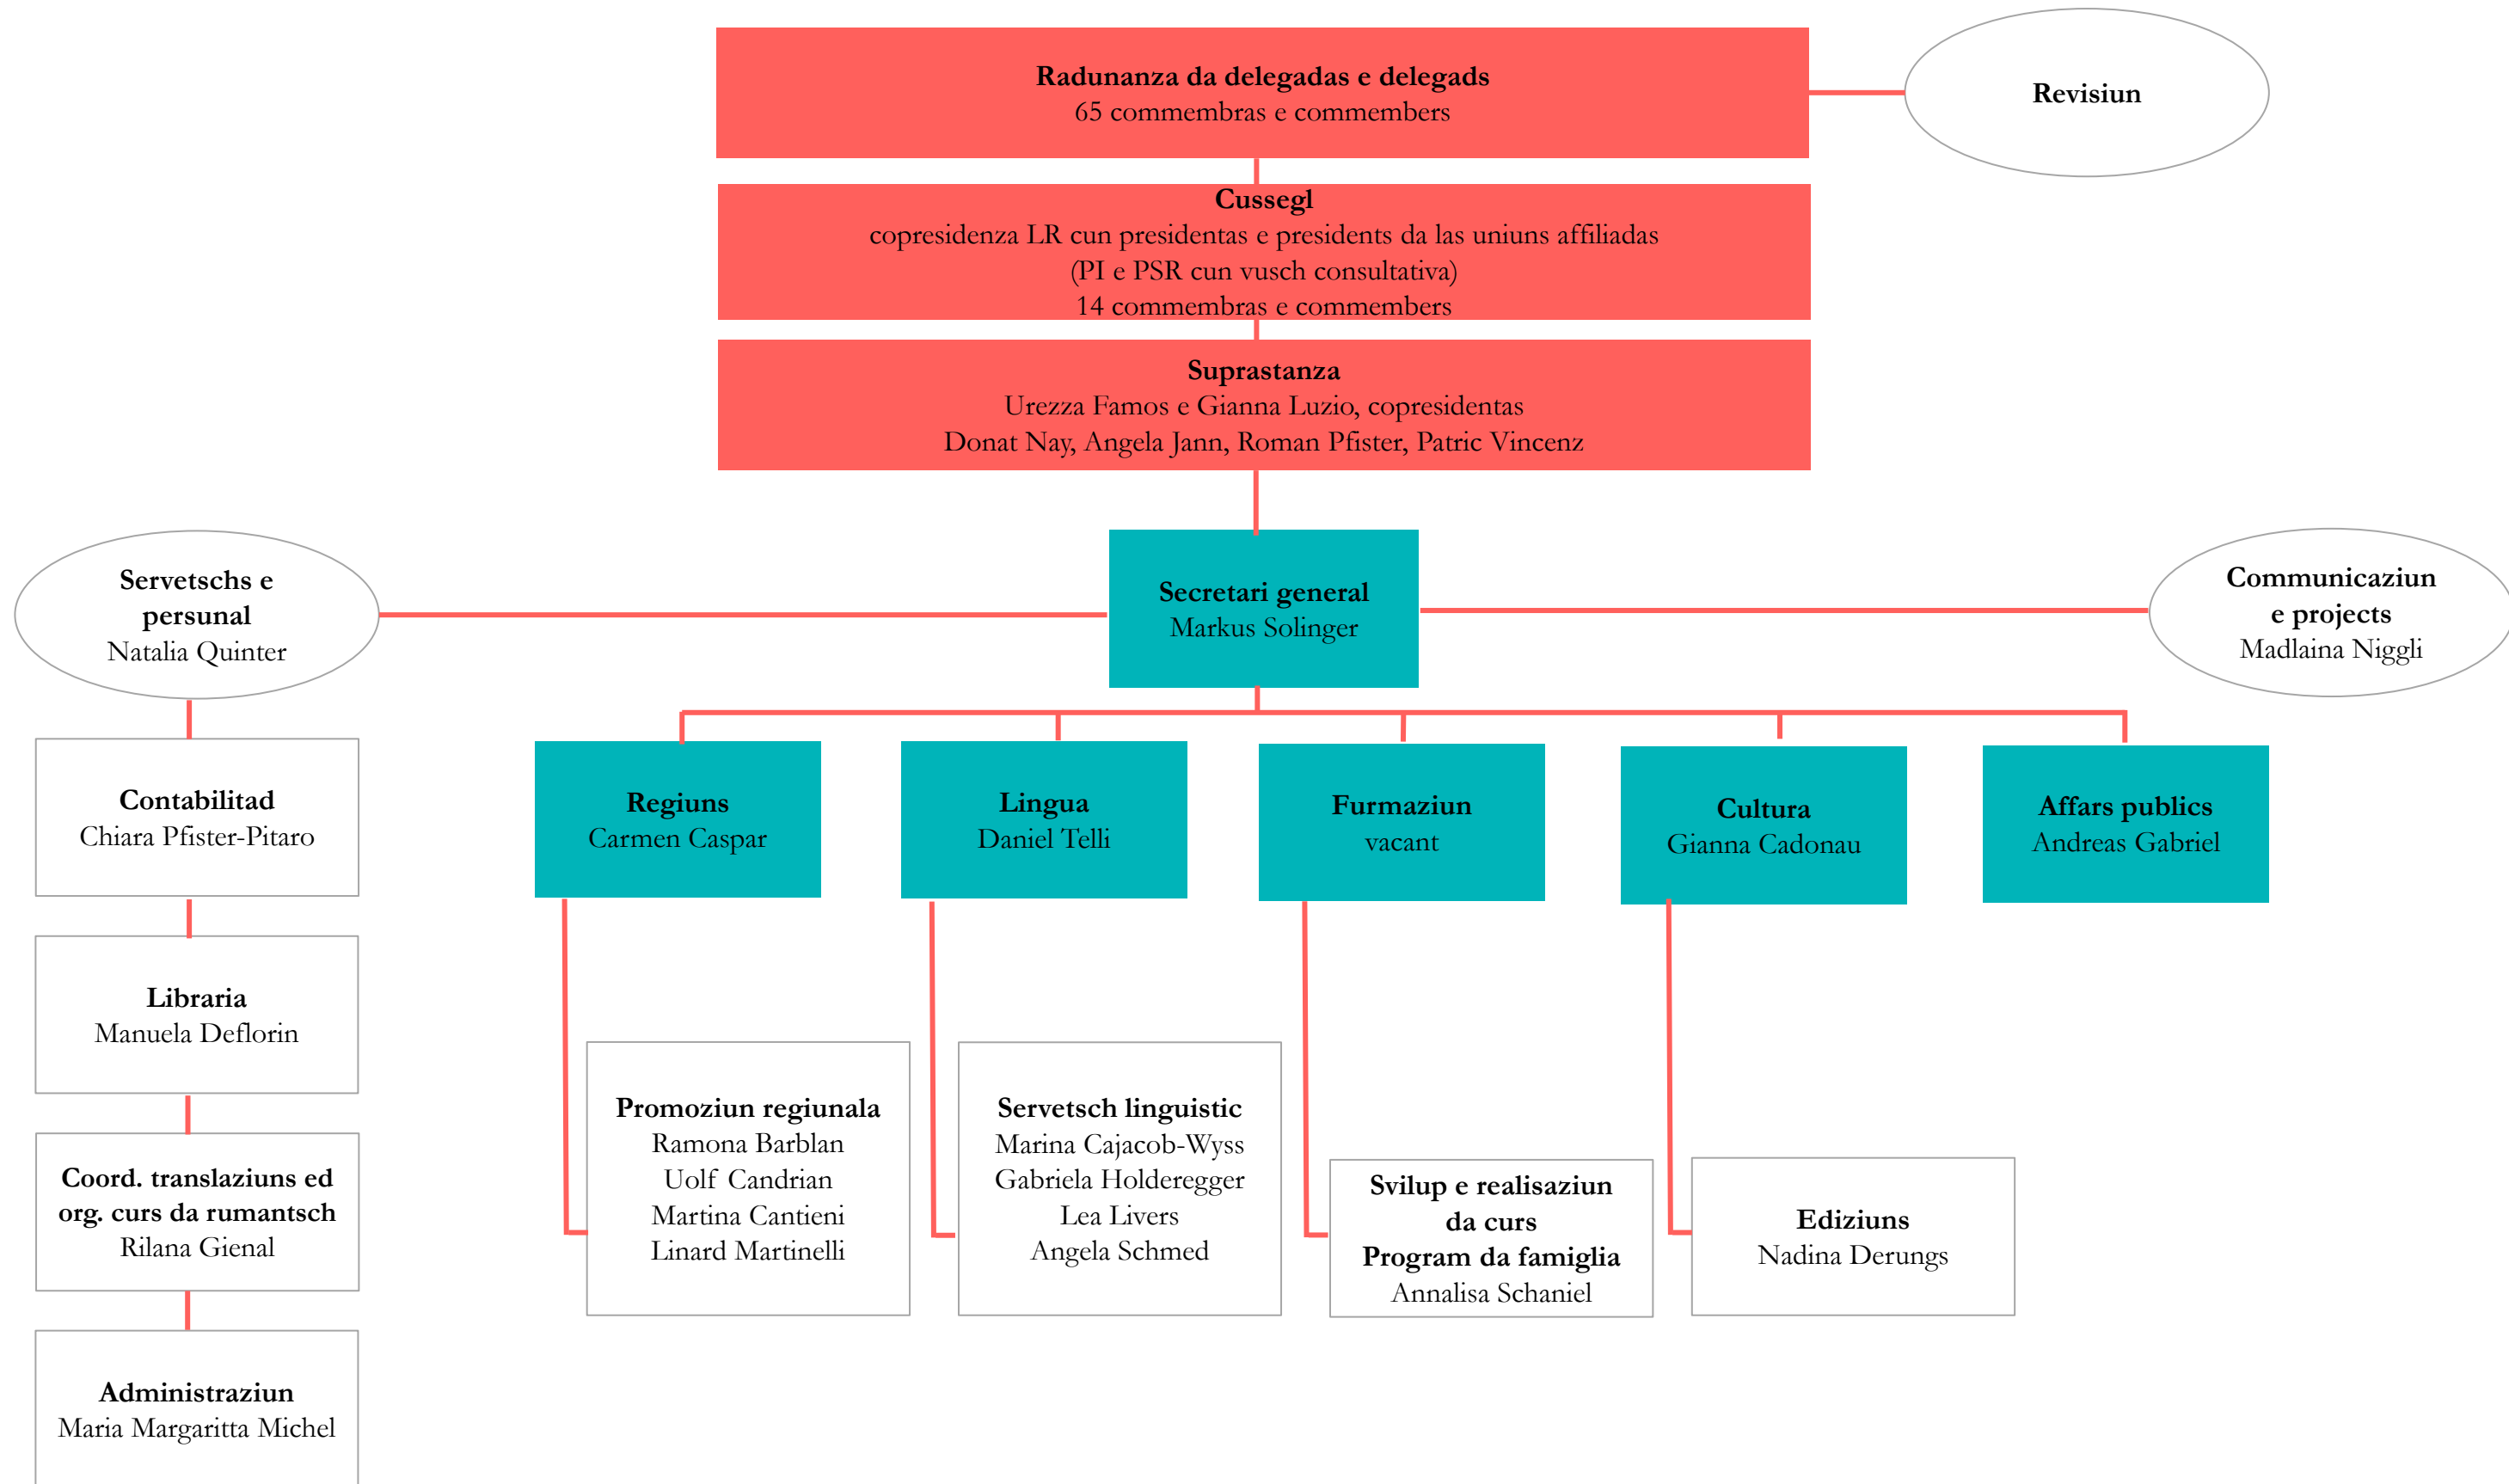 Radunanza da delegadas e delegads
65 commembras e commembers
Revisiun
Cussegl
copresidenza LR cun presidentas e presidents da las uniuns affiliadas
(PI e PSR cun vusch consultativa)
14 commembras e commembers
Suprastanza
Urezza Famos e Gianna Luzio, copresidentas
Donat Nay, Angela Jann, Roman Pfister, Patric Vincenz
Servetschs e
persunal
Natalia Quinter
Secretari general
Markus Solinger
Communicaziun
e projects
Madlaina Niggli
Contabilitad
Chiara Pfister-Pitaro
Regiuns
Carmen Caspar
Lingua
Daniel Telli
Furmaziun
vacant
Cultura
Gianna Cadonau
Affars publics
Andreas Gabriel
Libraria
Manuela Deflorin
Coord. translaziuns ed
org. curs da rumantsch
Rilana Gienal
Administraziun
Maria Margaritta Michel
Promoziun regiunala
Ramona Barblan
Uolf Candrian
Martina Cantieni
Linard Martinelli
Servetsch linguistic
Marina Cajacob-Wyss
Gabriela Holderegger
Lea Livers
Angela Schmed
Svilup e realisaziun
da curs
Program da famiglia
Annalisa Schaniel
Ediziuns
Nadina Derungs